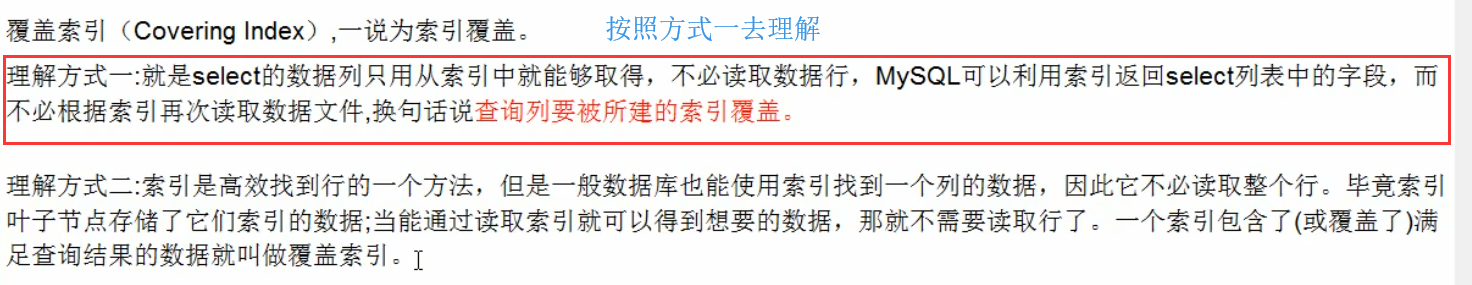 覆盖索引（Covering Index）,一说为索引覆盖。 按照方式一去理解
理解方式一:就是select的数据列只用从索引中就能够取得，不必读取数据行，MySQL可以利用索引返回select列表中的字段，而
不必根据索引再次读取数据文件,换句话说查询列要被所建的索引覆盖。
理解方式二:索引是高效找到行的一个方法，但是一般数据库也能使用索引找到一个列的数据，因此它不必读取整个行。毕竟索引
叶子节点存储了它们索引的数据;当能通过读取索引就可以得到想要的数据，那就不需要读取行了。一个索引包含了(或覆盖了)满
足查询结果的数据就叫做覆盖索引。